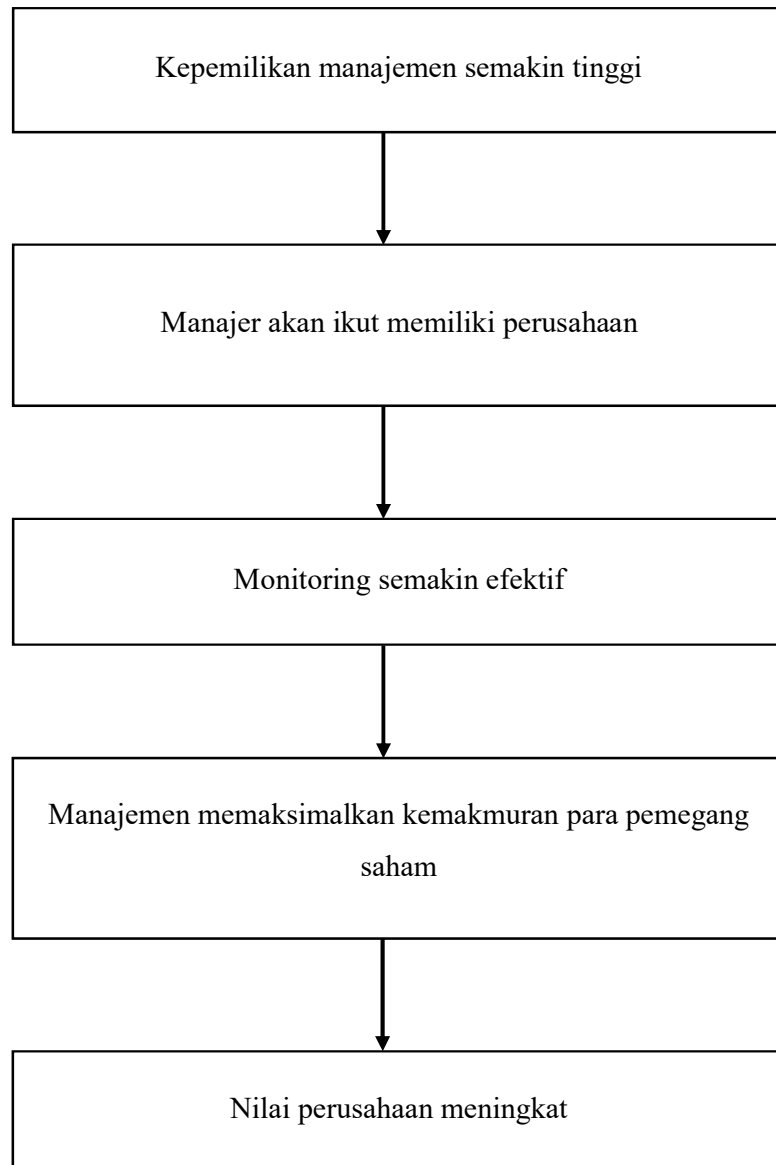 Kepemilikan manajemen semakin tinggi
Manajer akan ikut memiliki perusahaan
Monitoring semakin efektif
Manajemen memaksimalkan kemakmuran para pemegang
saham
Nilai perusahaan meningkat